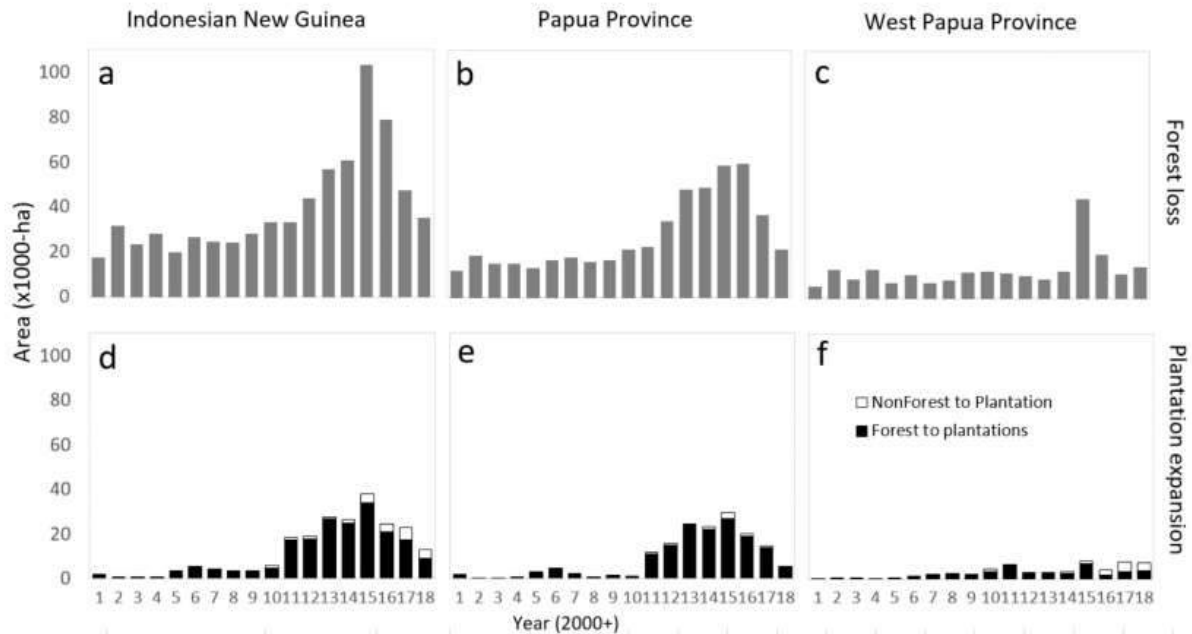 Indonesian New Guinea Papua Province West Papua Province
a b c
100
80
60
40
20
0
Area (x1000-ha)
Forest loss
d e f
100
80
60
40
20
0
NonForest to Plantation
Forest to plantations
Plantation expansion
1 2 3 4 5 6 7 8 9 10 11 12 13 14 15 16 17 18 1 2 3 4 5 6 7 8 9 10 11 12 13 14 15 16 17 18 1 2 3 4 5 6 7 8 9 10 11 12 13 14 15 16 17 18
Year (2000+)